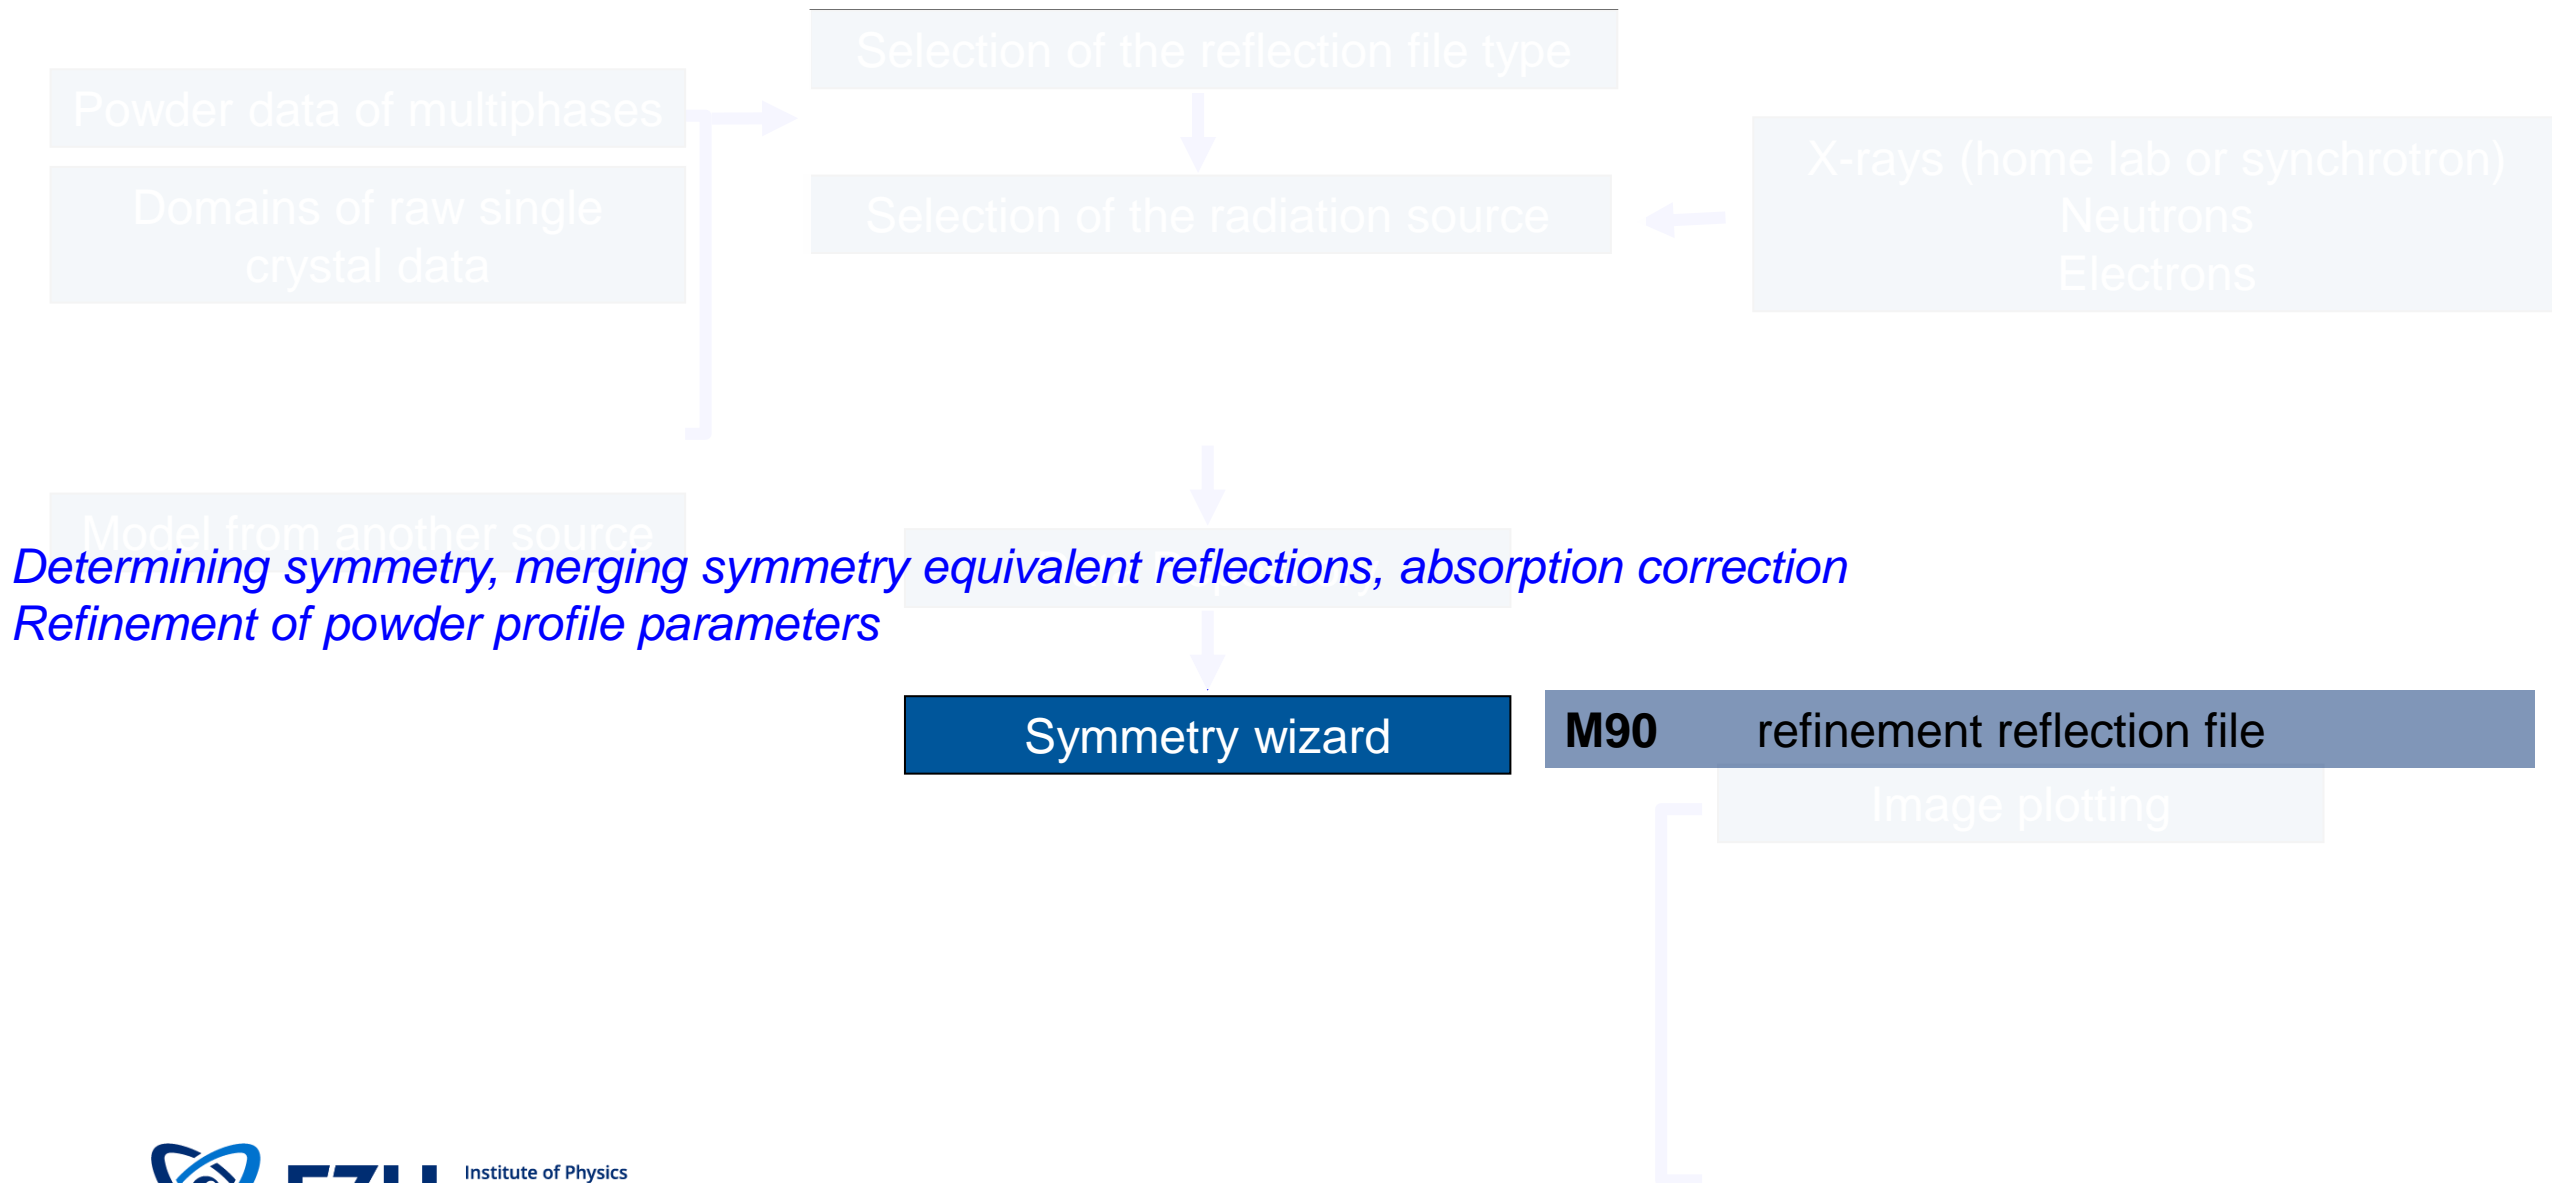 Selection of the reflection file type
Powder data of multiphases
Domains of raw single
crystal data
Selection of the radiation source
X-rays (home lab or synchrotron)
Neutrons
Electrons
Model from another source
Determining symmetry, merging symmetry equivalent reflections, absorption correction
Refinement of powder profile parameters
Symmetry wizard
M90 refinement reflection file
Image plotting
Institute of Physics